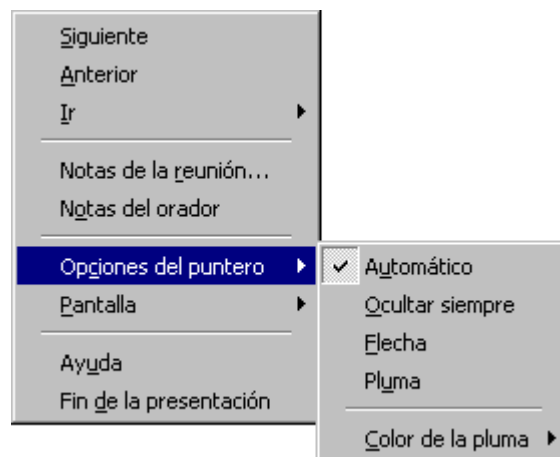 Siguiente
Anterior
Ir
Notas de la reunión...
Notas del orador
Opciones del puntero
Pantalla
Ayuda
Fin de la presentación
Automático
Ocultar siempre
Flecha
Pluma
Color de la pluma